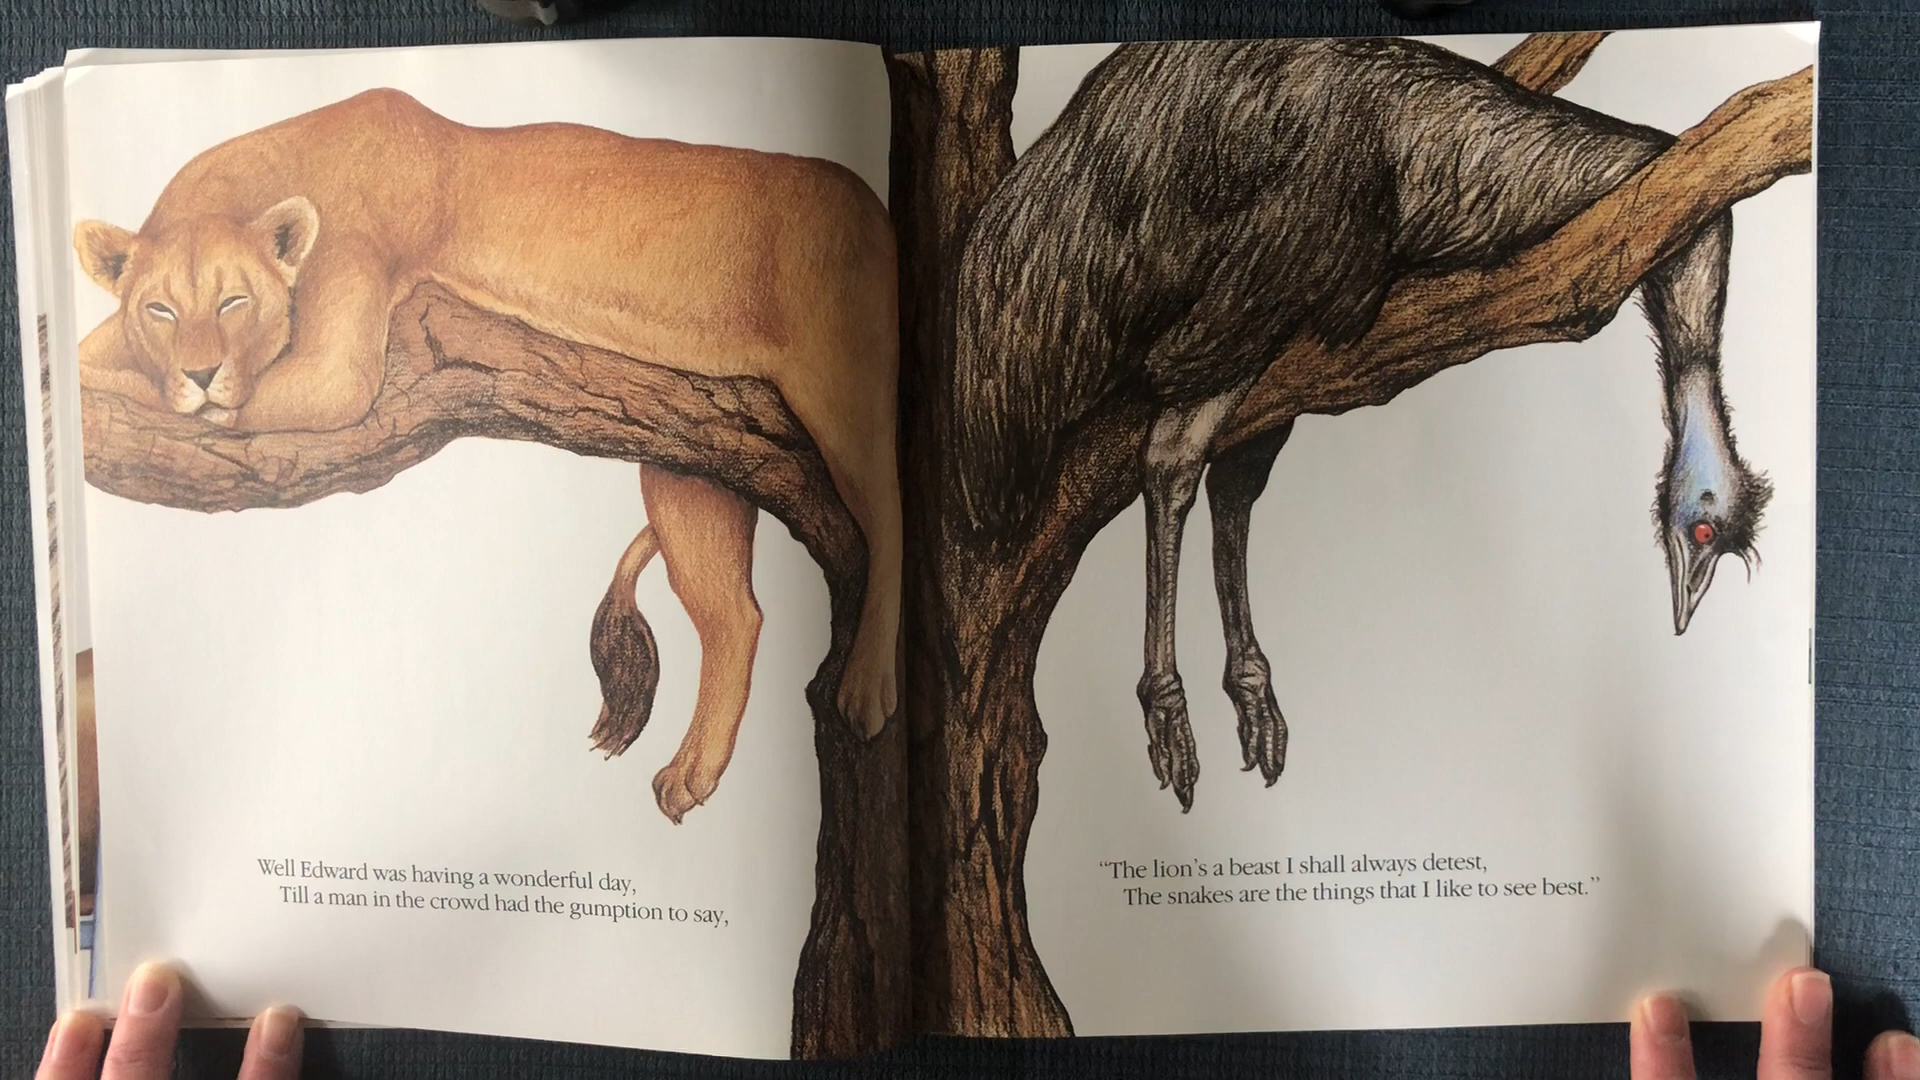 Well Edward was having a wonderful day,
Till a man in the crowd had the gumption to say,
“The lion’s a beast I shall always detest,
The snakes are the things that I like to see best.”